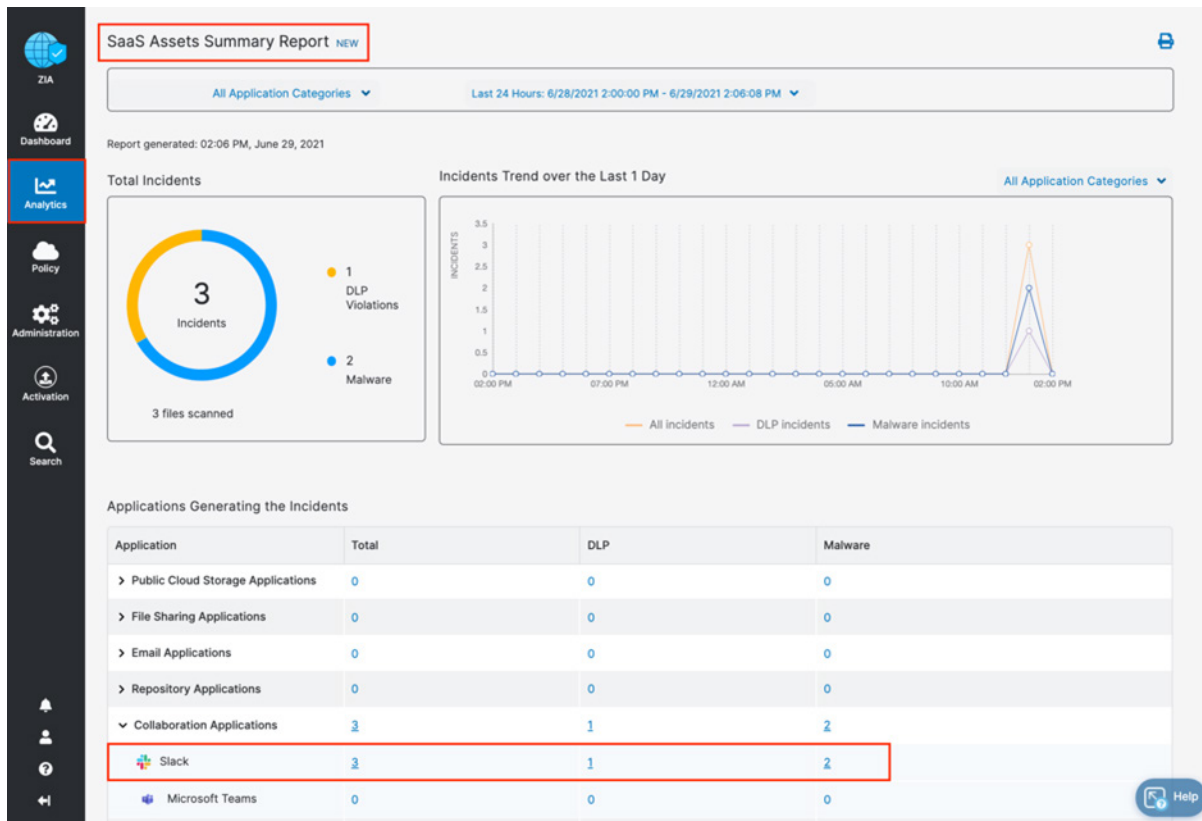 SaaS Assets Summary Report NEW
ZIA
All Application Categories
Last 24 Hours: 6/28/2021 2:00:00 PM - 6/29/2021 2:06:08 PM
Dashboard
Report generated: 02:06 PM, June 29, 2021
Analytics
Policy
Administration
Activation
Search
Total Incidents
3
Incidents
1
DLP
Violations
2
Malware
3 files scanned
Incidents Trend over the Last 1 Day
All Application Categories
INCIDENTS
3.5
3
2.5
2
1.5
1
0.5
0
02:00 PM 07:00 PM 12:00 AM 05:00 AM 10:00 AM 02:00 PM
All incidents DLP incidents Malware incidents
Applications Generating the Incidents
Application Total DLP Malware
Public Cloud Storage Applications 0 0 0
File Sharing Applications 0 0 0
Email Applications 0 0 0
Repository Applications 0 0 0
Collaboration Applications 3 1 2
Slack 3 1 2
Microsoft Teams 0 0 0
Help